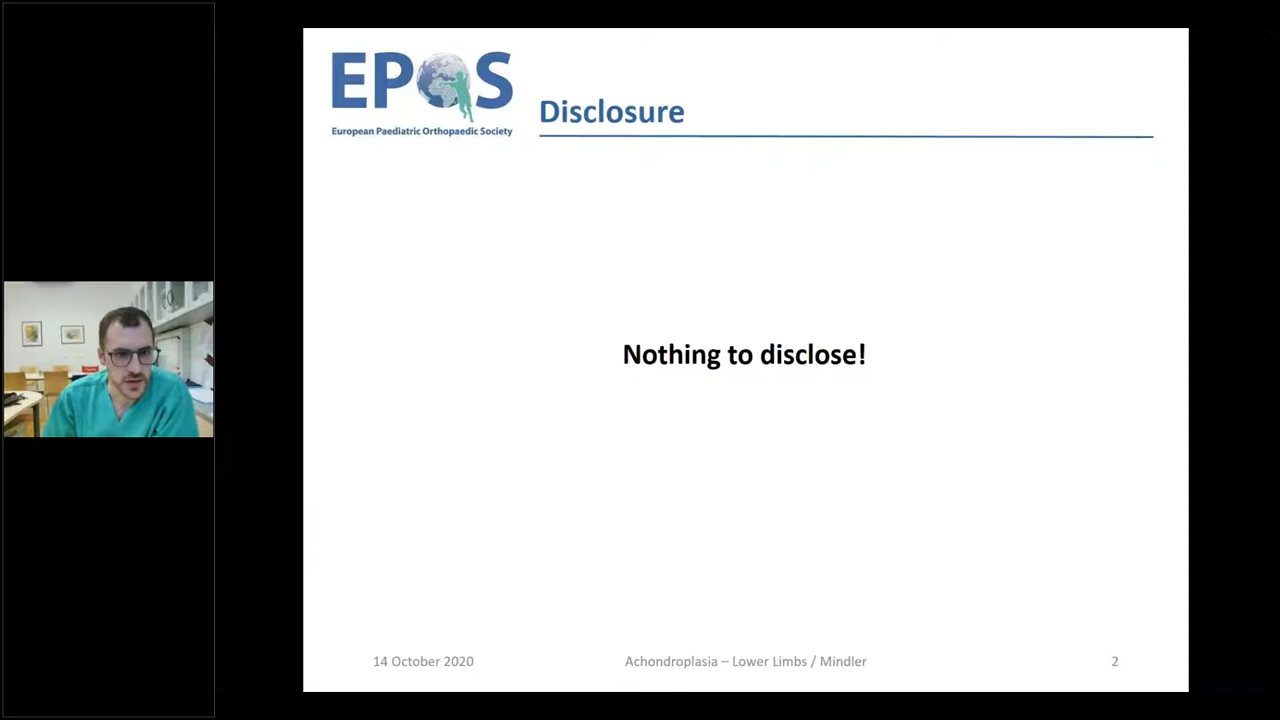 EPOS
European Paediatric Orthopaedic Society
Disclosure
Nothing to disclose!
14 October 2020
Achondroplasia – Lower Limbs / Mindler
2